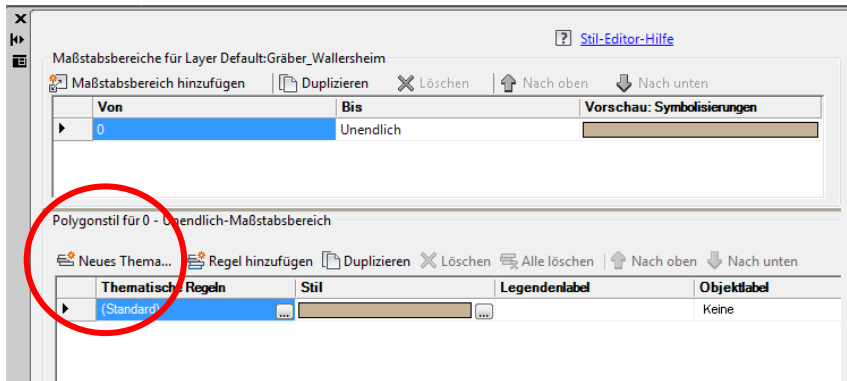 Stil-Editor-Hilfe
Maßstabsbereiche für Layer Default:Gräber_Wallersheim
Maßstabsbereich hinzufügen Duplizieren Löschen Nach oben Nach unten
Von Bis Vorschau: Symbolisierungen
0 Unendlich
Polygonstil für 0 - Unendlich-Maßstabsbereich
Neues Thema... Regel hinzufügen Duplizieren Löschen Alle löschen Nach oben Nach unten
Thematische Regeln Stil Legendenlabel Objektlabel
(Standard) ... ... Keine